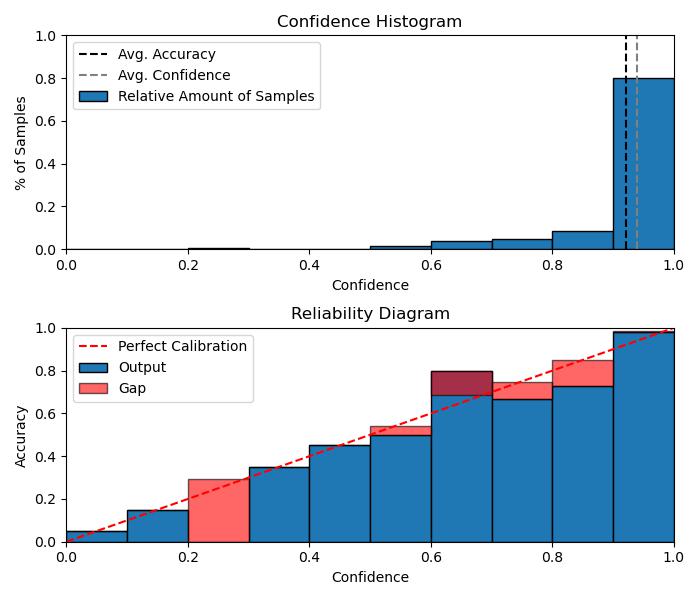 Confidence Histogram
1.0
0.8
0.6
0.4
0.2
0.0
% of Samples
Avg. Accuracy
Avg. Confidence
Relative Amount of Samples
0.0 0.2 0.4 0.6 0.8 1.0
Confidence
Reliability Diagram
1.0
0.8
0.6
0.4
0.2
0.0
Accuracy
Perfect Calibration
Output
Gap
0.0 0.2 0.4 0.6 0.8 1.0
Confidence